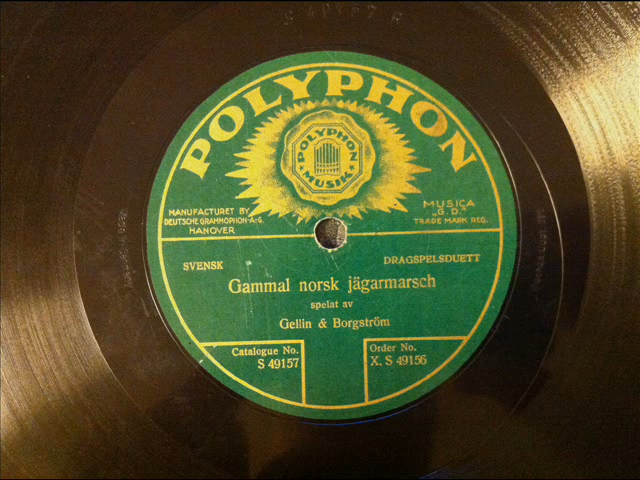 POLYPHON
POLYPHON
MUSIK
MANUFACTURET BY
DEUTSCHE GRAMMOPHON-A-G.
HANOVER
MUSICA
„G.D."
TRADE MARK REG.
SVENSK
DRAGSPELSDUETT
Gammal norsk jägarmarsch
spelat av
Gellin & Borgström
Catalogue No.
S 49157
Order No.
X. S 49156